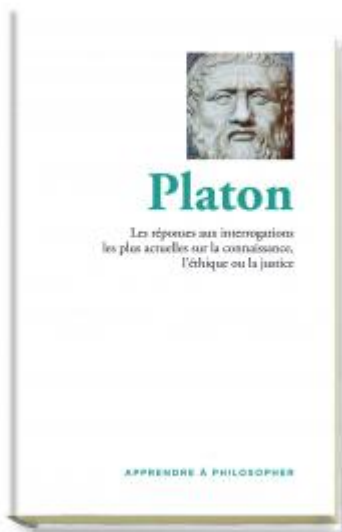 Platon
Les réponses aux interrogations
les plus actuelles sur la connaissance,
l'éthique ou la justice
APPRENDRE À PHILOSOPHER